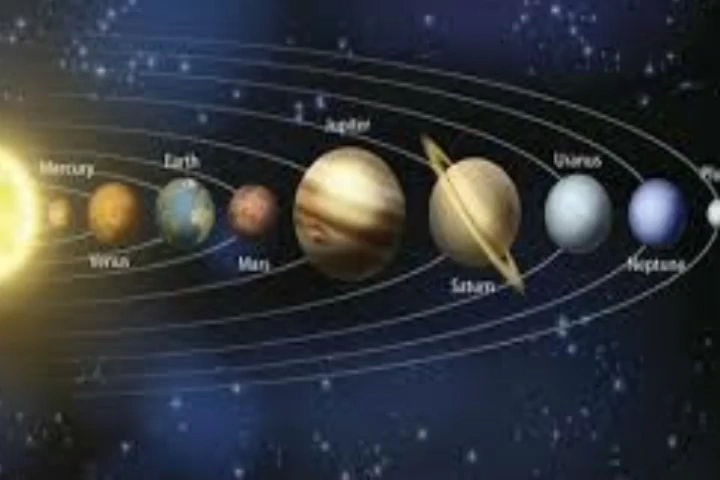 Mercury
Venus
Earth
Mars
Jupiter
Saturn
Uranus
Neptune